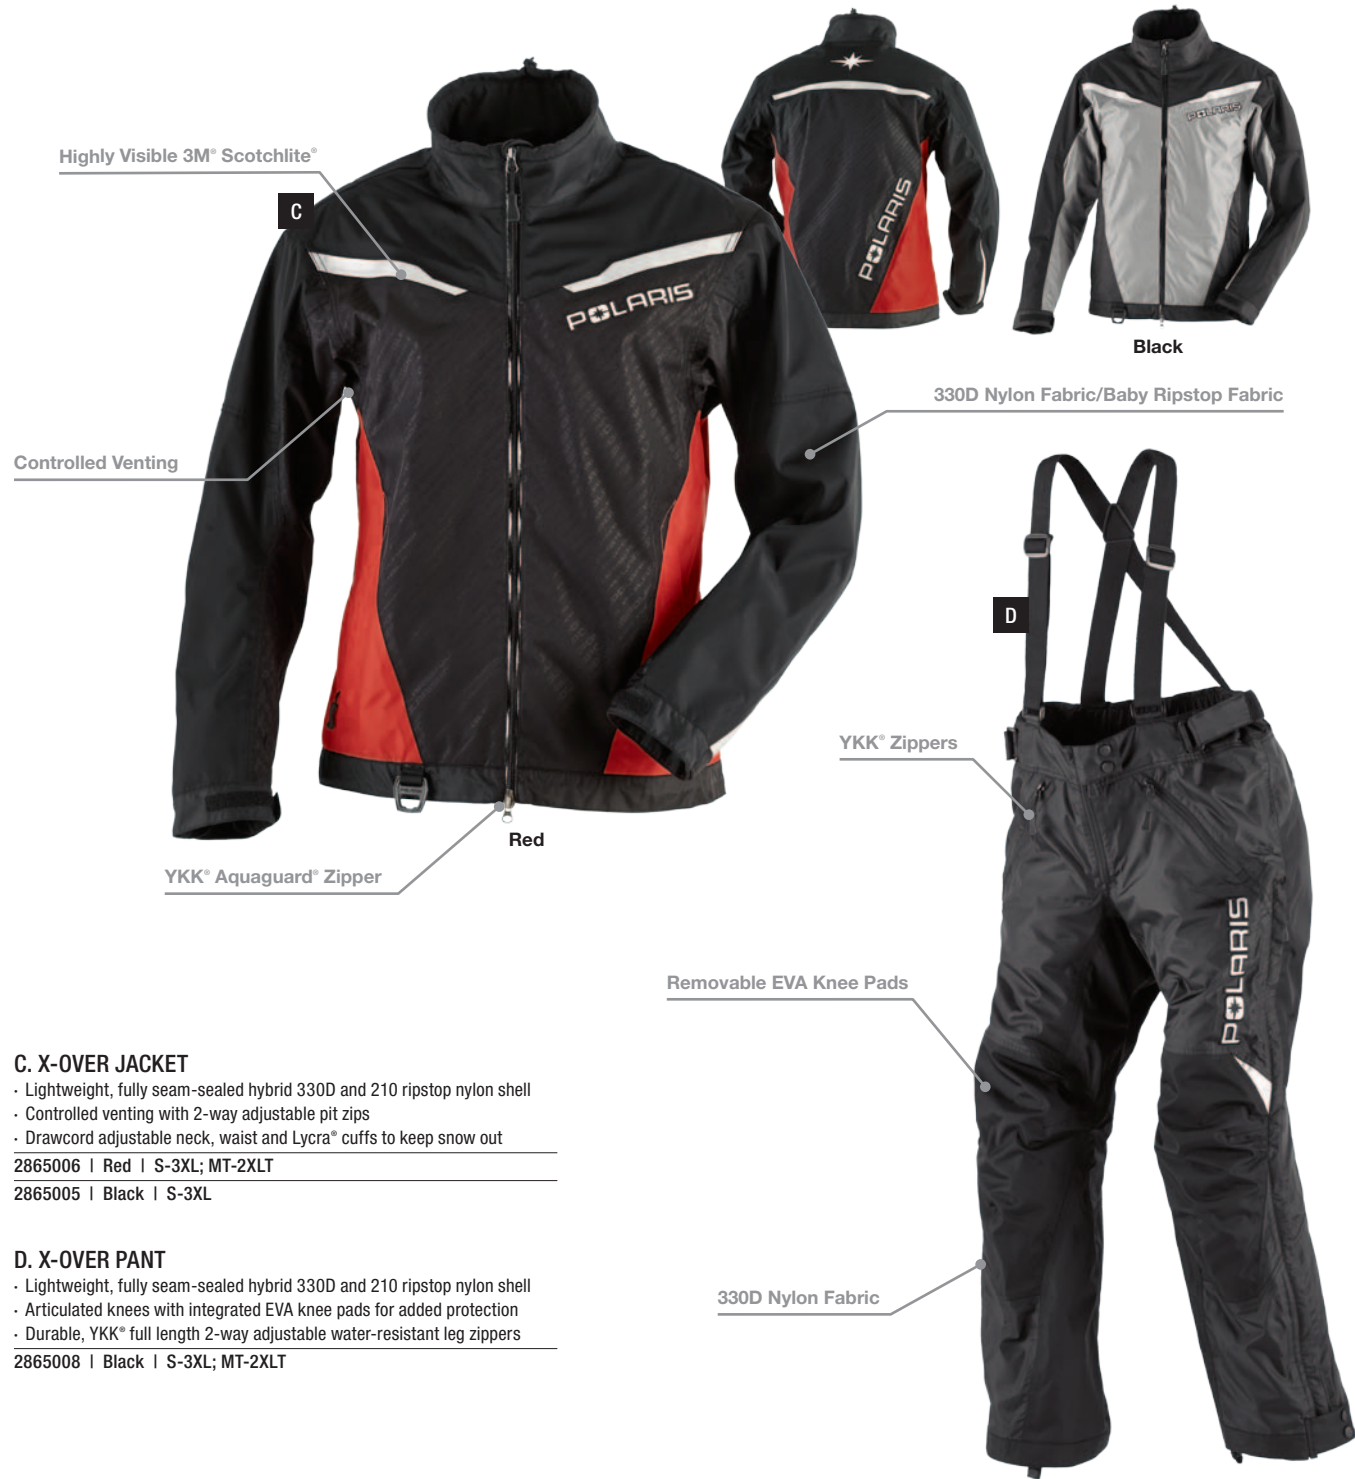 POLARIS
POLARIS
Highly Visible 3M® Scotchlite®
C
POLARIS
Black
330D Nylon Fabric/Baby Ripstop Fabric
Controlled Venting
D
YKK® Zippers
Red
YKK® Aquaguard® Zipper
POLARIS
Removable EVA Knee Pads
330D Nylon Fabric
C. X-OVER JACKET
· Lightweight, fully seam-sealed hybrid 330D and 210 ripstop nylon shell
· Controlled venting with 2-way adjustable pit zips
· Drawcord adjustable neck, waist and Lycra® cuffs to keep snow out
2865006 | Red | S-3XL; MT-2XLT
2865005 | Black | S-3XL
D. X-OVER PANT
· Lightweight, fully seam-sealed hybrid 330D and 210 ripstop nylon shell
· Articulated knees with integrated EVA knee pads for added protection
· Durable, YKK® full length 2-way adjustable water-resistant leg zippers
2865008 | Black | S-3XL; MT-2XLT